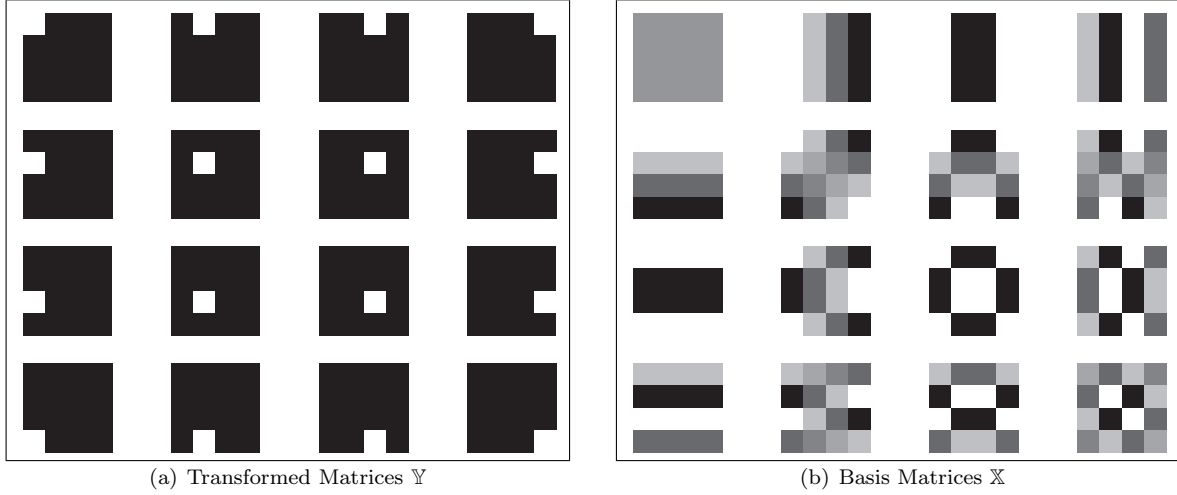 (a) Transformed Matrices 𝕐
(b) Basis Matrices 𝕏